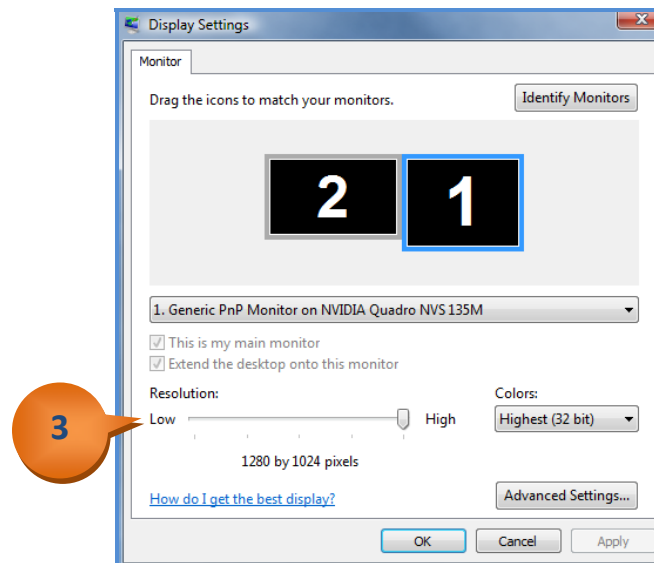 Display Settings
Monitor
Drag the icons to match your monitors.
Identify Monitors
2 1
1. Generic PnP Monitor on NVIDIA Quadro NVS 135M
This is my main monitor
Extend the desktop onto this monitor
Resolution: Colors:
3 Low High Highest (32 bit)
1280 by 1024 pixels
How do I get the best display? Advanced Settings...
OK Cancel Apply